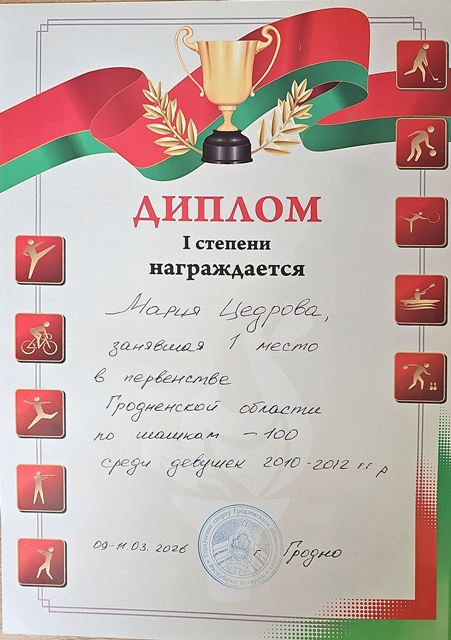 ДИПЛОМ
I степени
награждается
Мария Цедрова,
занявшая 1 место
в первенстве
Гродненской области
по шашкам – 100
среди девушек 2010-2012 г.г.р
09-11.03.2026 г. Гродно